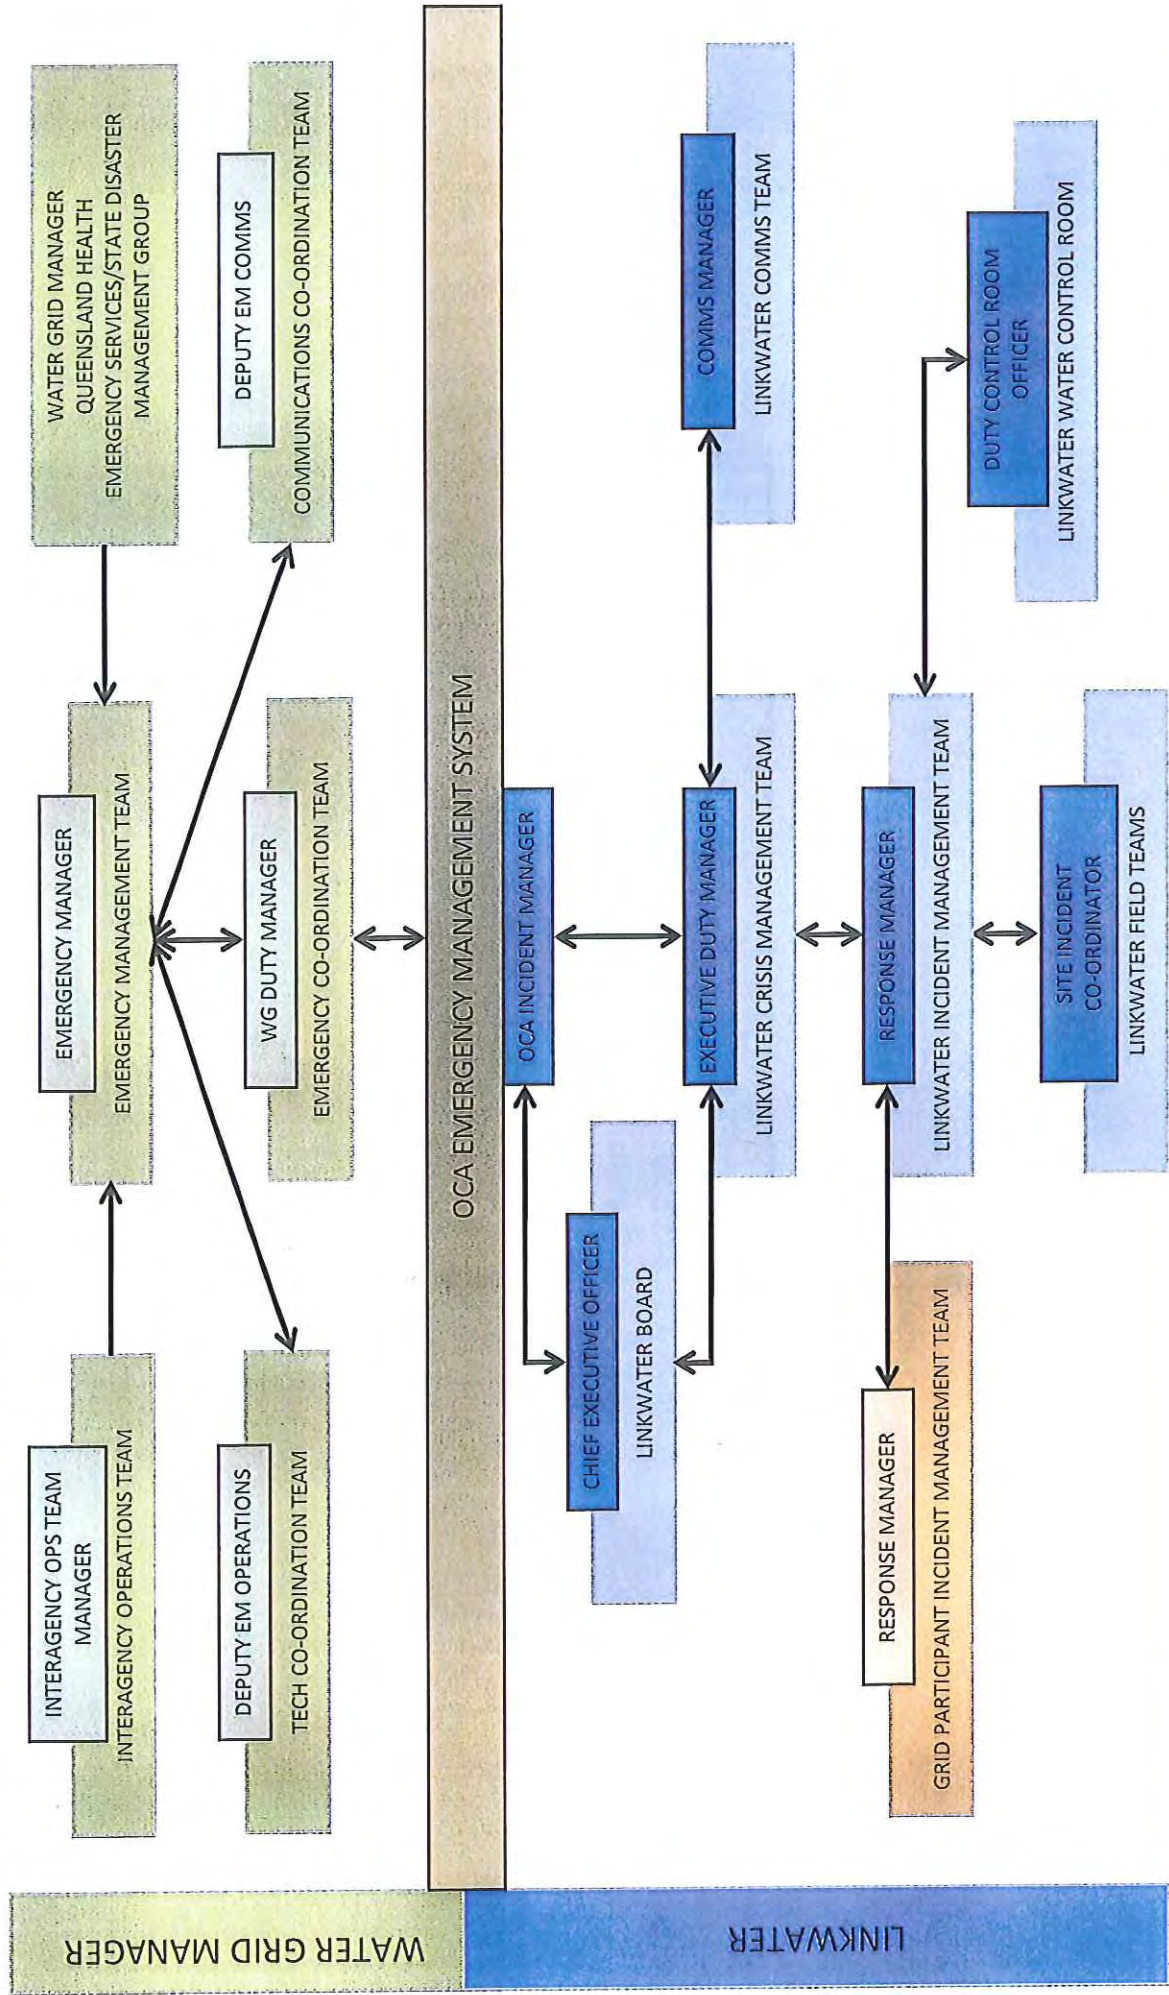 WATER GRID MANAGER
INTERAGENCY OPS TEAM
MANAGER
INTERAGENCY OPERATIONS TEAM
EMERGENCY MANAGER
EMERGENCY MANAGEMENT TEAM
WATER GRID MANAGER
QUEENSLAND HEALTH
EMERGENCY SERVICES/STATE DISASTER
MANAGEMENT GROUP
DEPUTY EM OPERATIONS
TECH CO-ORDINATION TEAM
WG DUTY MANAGER
EMERGENCY CO-ORDINATION TEAM
DEPUTY EM COMMS
COMMUNICATIONS CO-ORDINATION TEAM
OCA EMERGENCY MANAGEMENT SYSTEM
LINKWATER
OCA INCIDENT MANAGER
CHIEF EXECUTIVE OFFICER
LINKWATER BOARD
EXECUTIVE DUTY MANAGER
LINKWATER CRISIS MANAGEMENT TEAM
COMMS MANAGER
LINKWATER COMMS TEAM
RESPONSE MANAGER
GRID PARTICIPANT INCIDENT MANAGEMENT TEAM
RESPONSE MANAGER
LINKWATER INCIDENT MANAGEMENT TEAM
DUTY CONTROL ROOM
OFFICER
LINKWATER WATER CONTROL ROOM
SITE INCIDENT
CO-ORDINATOR
LINKWATER FIELD TEAMS